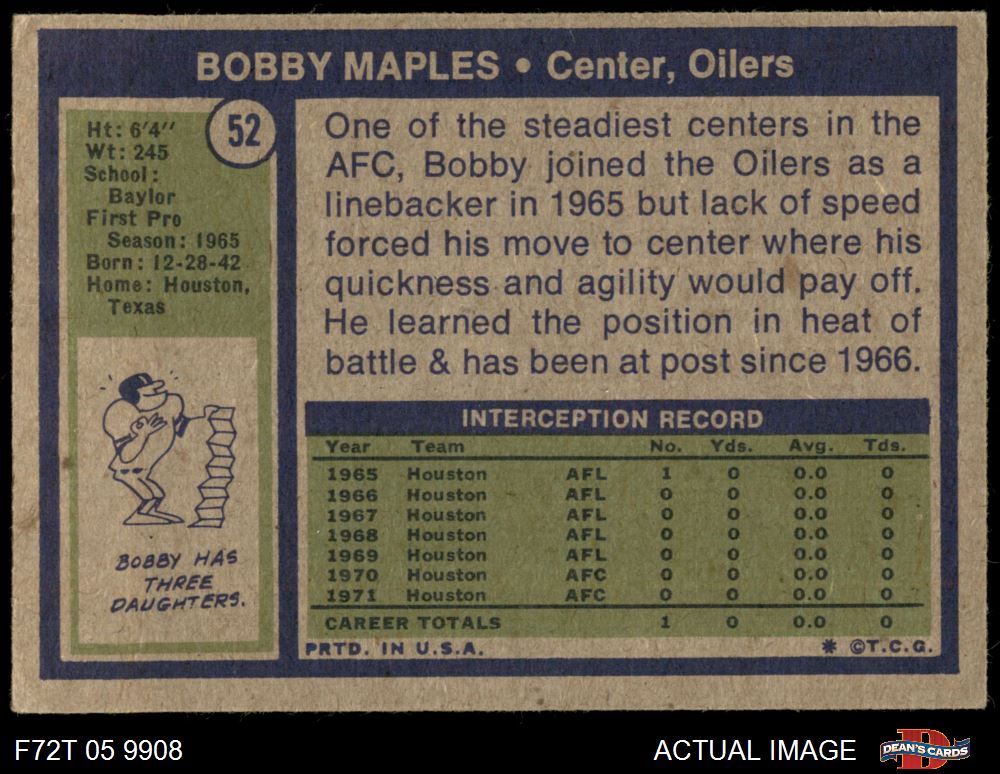 BOBBY MAPLES • Center, Oilers
52
Ht: 6'4''
Wt: 245
School:
Baylor
First Pro
Season: 1965
Born: 12-28-42
Home: Houston,
Texas
BOBBY HAS
THREE
DAUGHTERS.
One of the steadiest centers in the
AFC, Bobby joined the Oilers as a
linebacker in 1965 but lack of speed
forced his move to center where his
quickness and agility would pay off.
He learned the position in heat of
battle & has been at post since 1966.
INTERCEPTION RECORD
Year Team No. Yds. Avg. Tds.
1965 Houston AFL 1 0 0.0 0
1966 Houston AFL 0 0 0.0 0
1967 Houston AFL 0 0 0.0 0
1968 Houston AFL 0 0 0.0 0
1969 Houston AFL 0 0 0.0 0
1970 Houston AFC 0 0 0.0 0
1971 Houston AFC 0 0 0.0 0
CAREER TOTALS 1 0 0.0 0
PRTD. IN U.S.A. * ©T.C.G.
F72T 05 9908 ACTUAL IMAGE DEAN'S CARDS